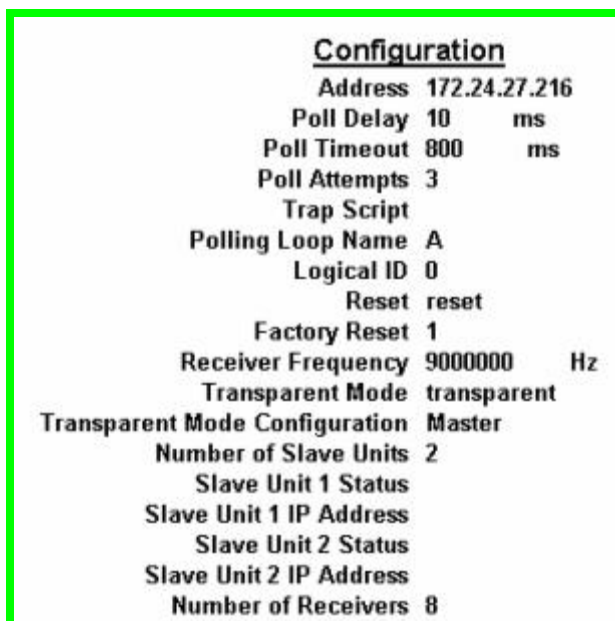 Configuration
Address 172.24.27.216
Poll Delay 10 ms
Poll Timeout 800 ms
Poll Attempts 3
Trap Script
Polling Loop Name A
Logical ID 0
Reset reset
Factory Reset 1
Receiver Frequency 9000000 Hz
Transparent Mode transparent
Transparent Mode Configuration Master
Number of Slave Units 2
Slave Unit 1 Status
Slave Unit 1 IP Address
Slave Unit 2 Status
Slave Unit 2 IP Address
Number of Receivers 8